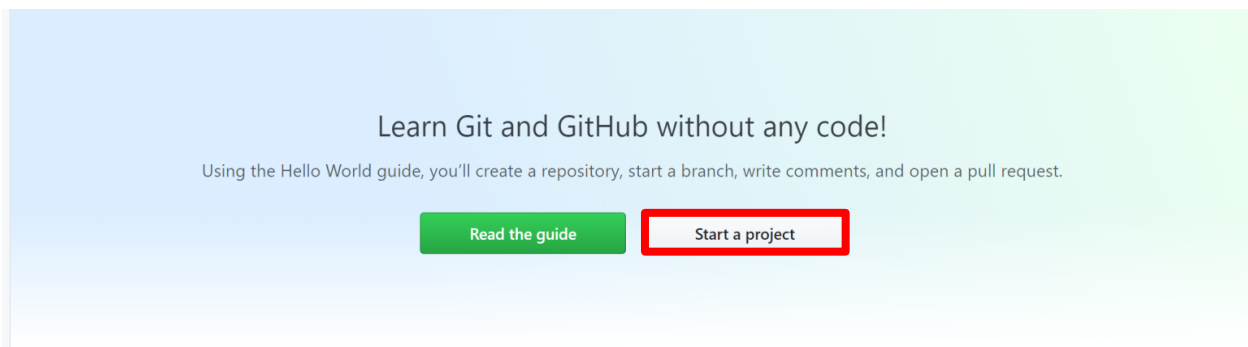 Learn Git and GitHub without any code!
Using the Hello World guide, you’ll create a repository, start a branch, write comments, and open a pull request.
Read the guide
Start a project